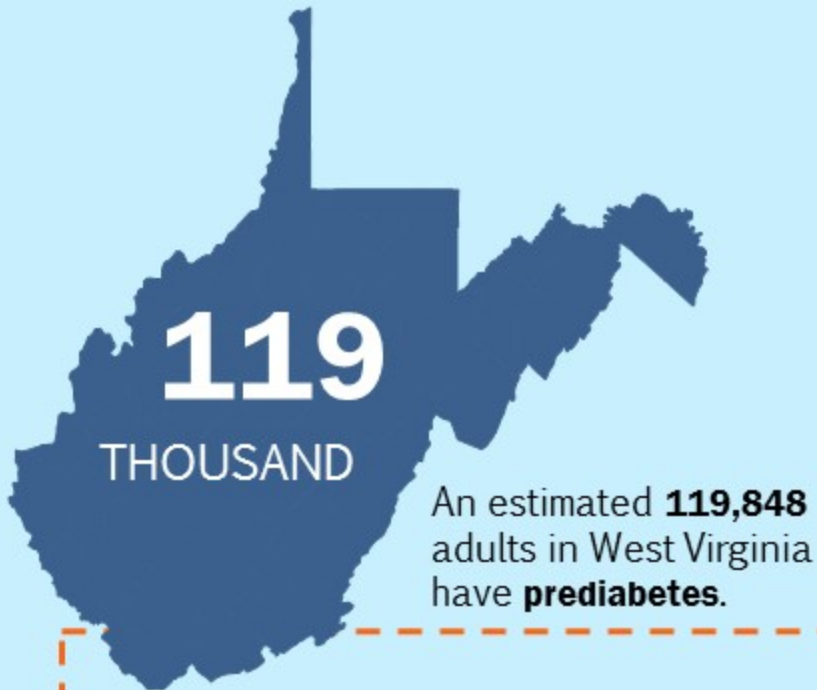 119
THOUSAND
An estimated 119,848
adults in West Virginia
have prediabetes.